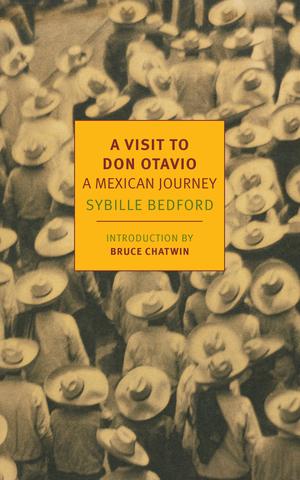 A VISIT TO
DON OTAVIO
A MEXICAN JOURNEY
SYBILLE BEDFORD
INTRODUCTION BY
BRUCE CHATWIN